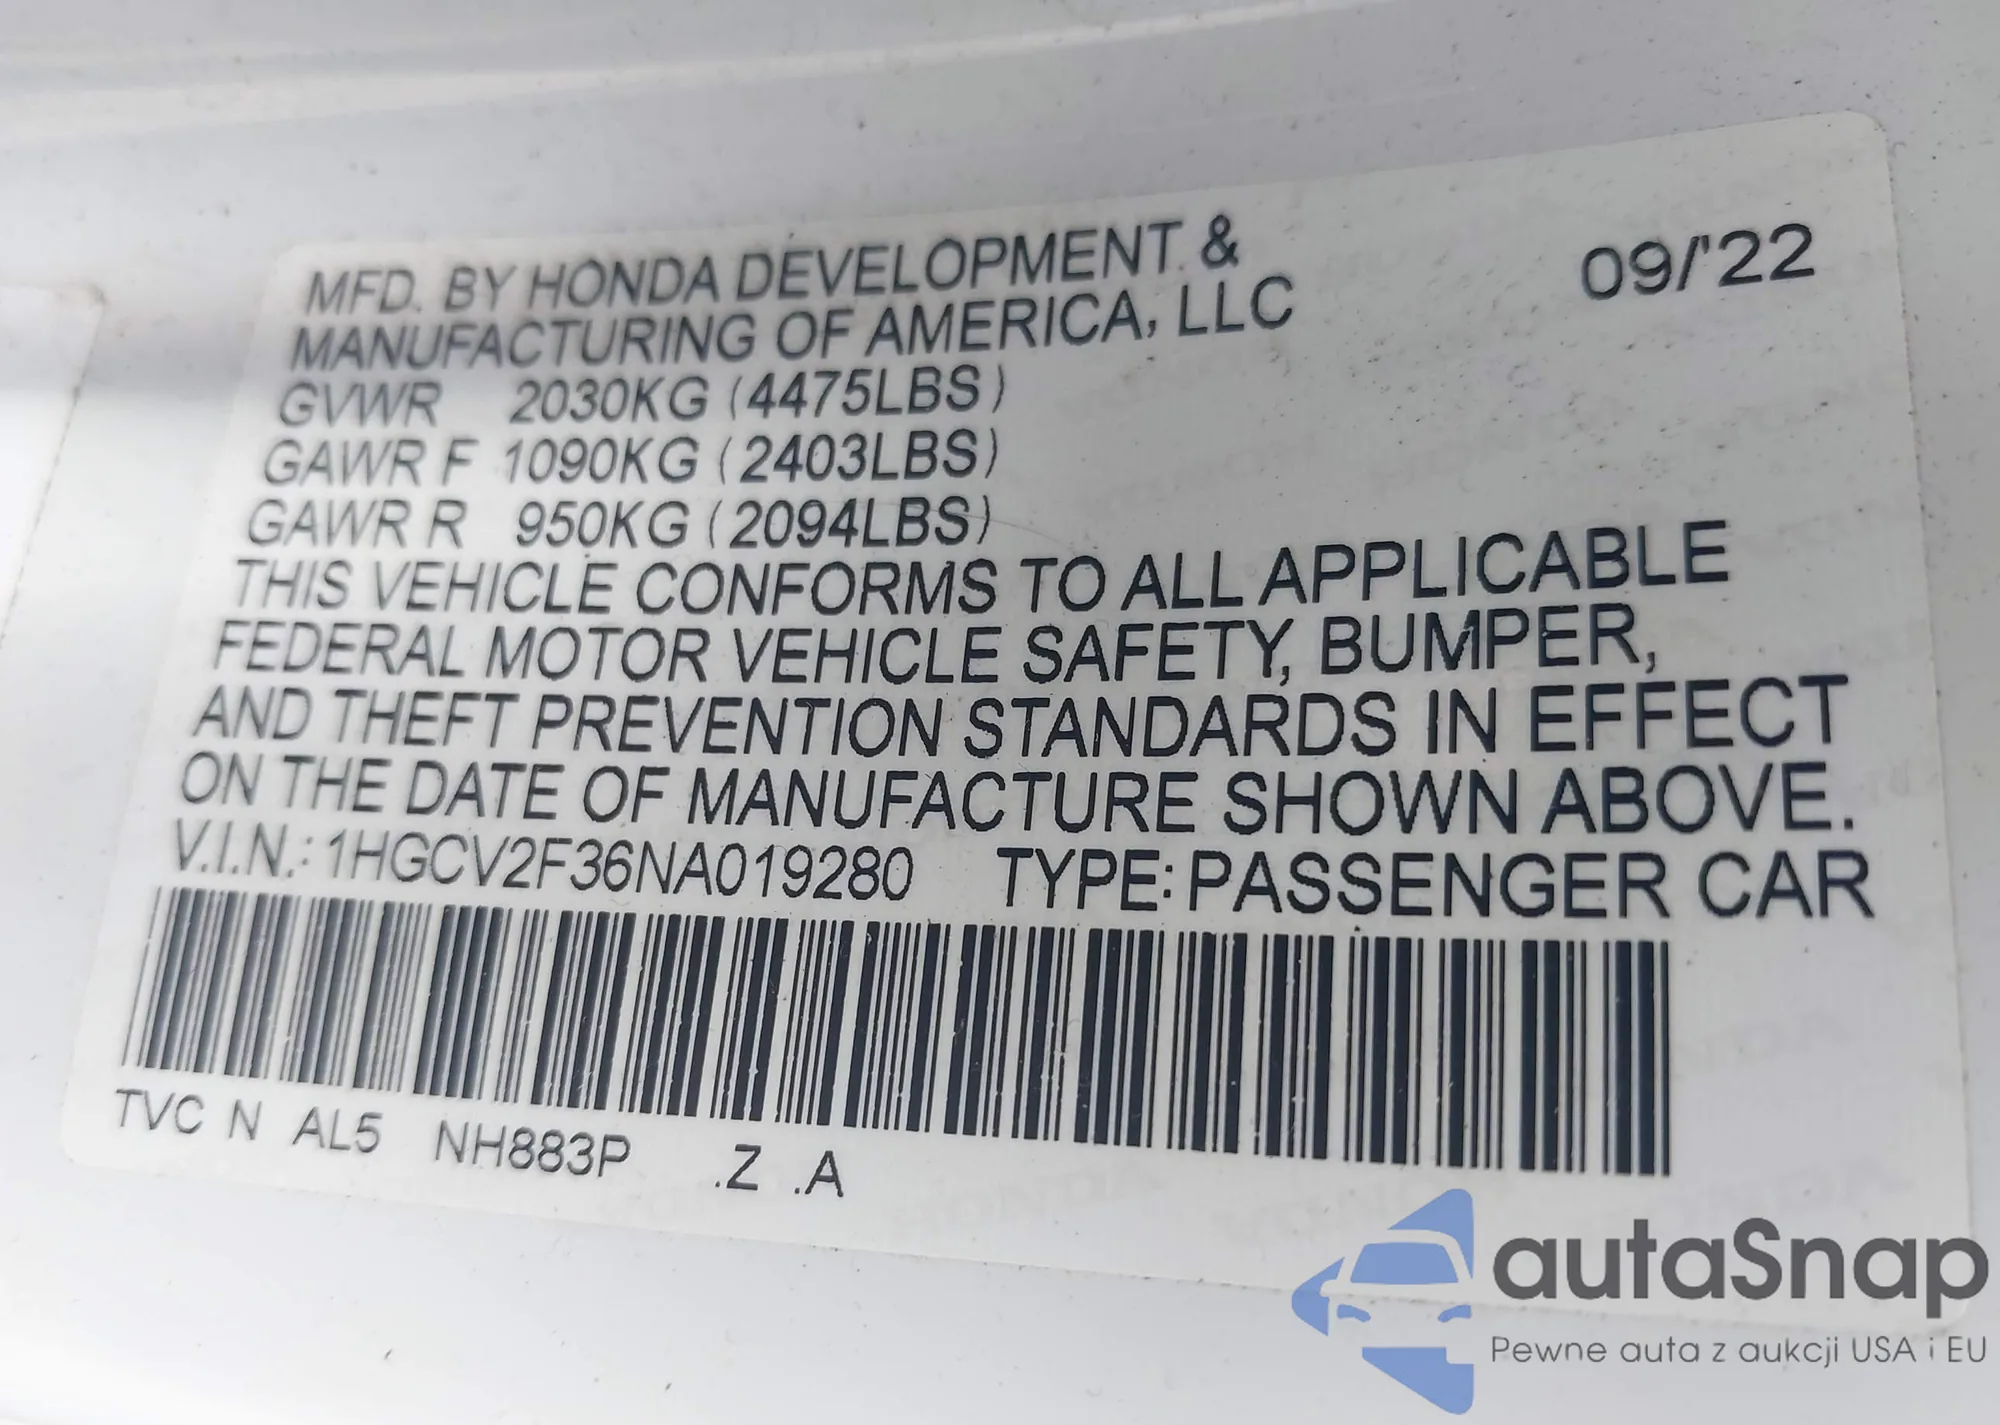 MFD. BY HONDA DEVELOPMENT &
MANUFACTURING OF AMERICA, LLC
09/'22
GVWR 2030KG (4475LBS)
GAWR F 1090KG (2403LBS)
GAWR R 950KG (2094LBS)
THIS VEHICLE CONFORMS TO ALL APPLICABLE
FEDERAL MOTOR VEHICLE SAFETY, BUMPER,
AND THEFT PREVENTION STANDARDS IN EFFECT
ON THE DATE OF MANUFACTURE SHOWN ABOVE.
V.I.N.: 1HGCV2F36NA019280 TYPE: PASSENGER CAR
TVC N AL5 NH883P .Z .A
autaSnap
Pewne auta z aukcji USA i EU